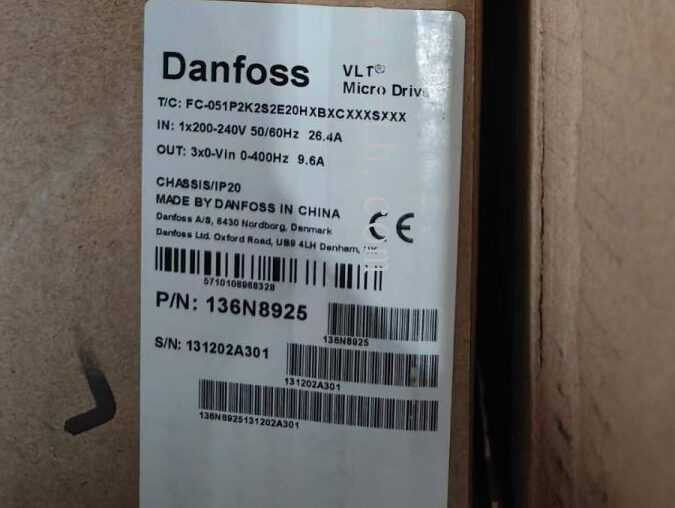 Danfoss
VLT®
Micro Drive
T/C: FC-051P2K2S2E20HXBXCXXXSXXX
IN: 1x200-240V 50/60Hz 26.4A
OUT: 3x0-Vin 0-400Hz 9.6A
CHASSIS/IP20
MADE BY DANFOSS IN CHINA
Danfoss A/S, 6430 Nordborg, Denmark
Danfoss Ltd. Oxford Road, UB9 4LH Denham, UK
CE
5710108968328
P/N: 136N8925
136N8925
S/N: 131202A301
131202A301
136N8925131202A301